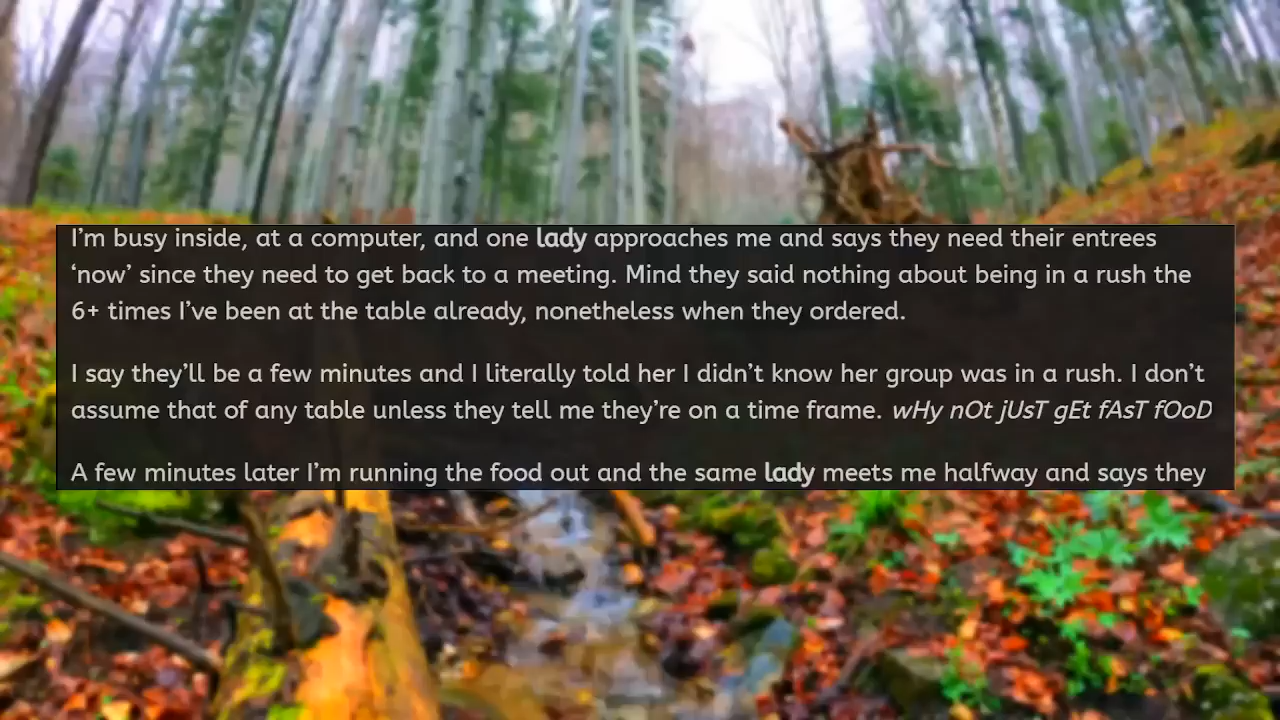 I’m busy inside, at a computer, and one lady approaches me and says they need their entrees
‘now’ since they need to get back to a meeting. Mind they said nothing about being in a rush the
6+ times I’ve been at the table already, nonetheless when they ordered.
I say they’ll be a few minutes and I literally told her I didn’t know her group was in a rush. I don’t
assume that of any table unless they tell me they’re on a time frame. wHy nOt jUsT gEt fAsT fOoD
A few minutes later I’m running the food out and the same lady meets me halfway and says they